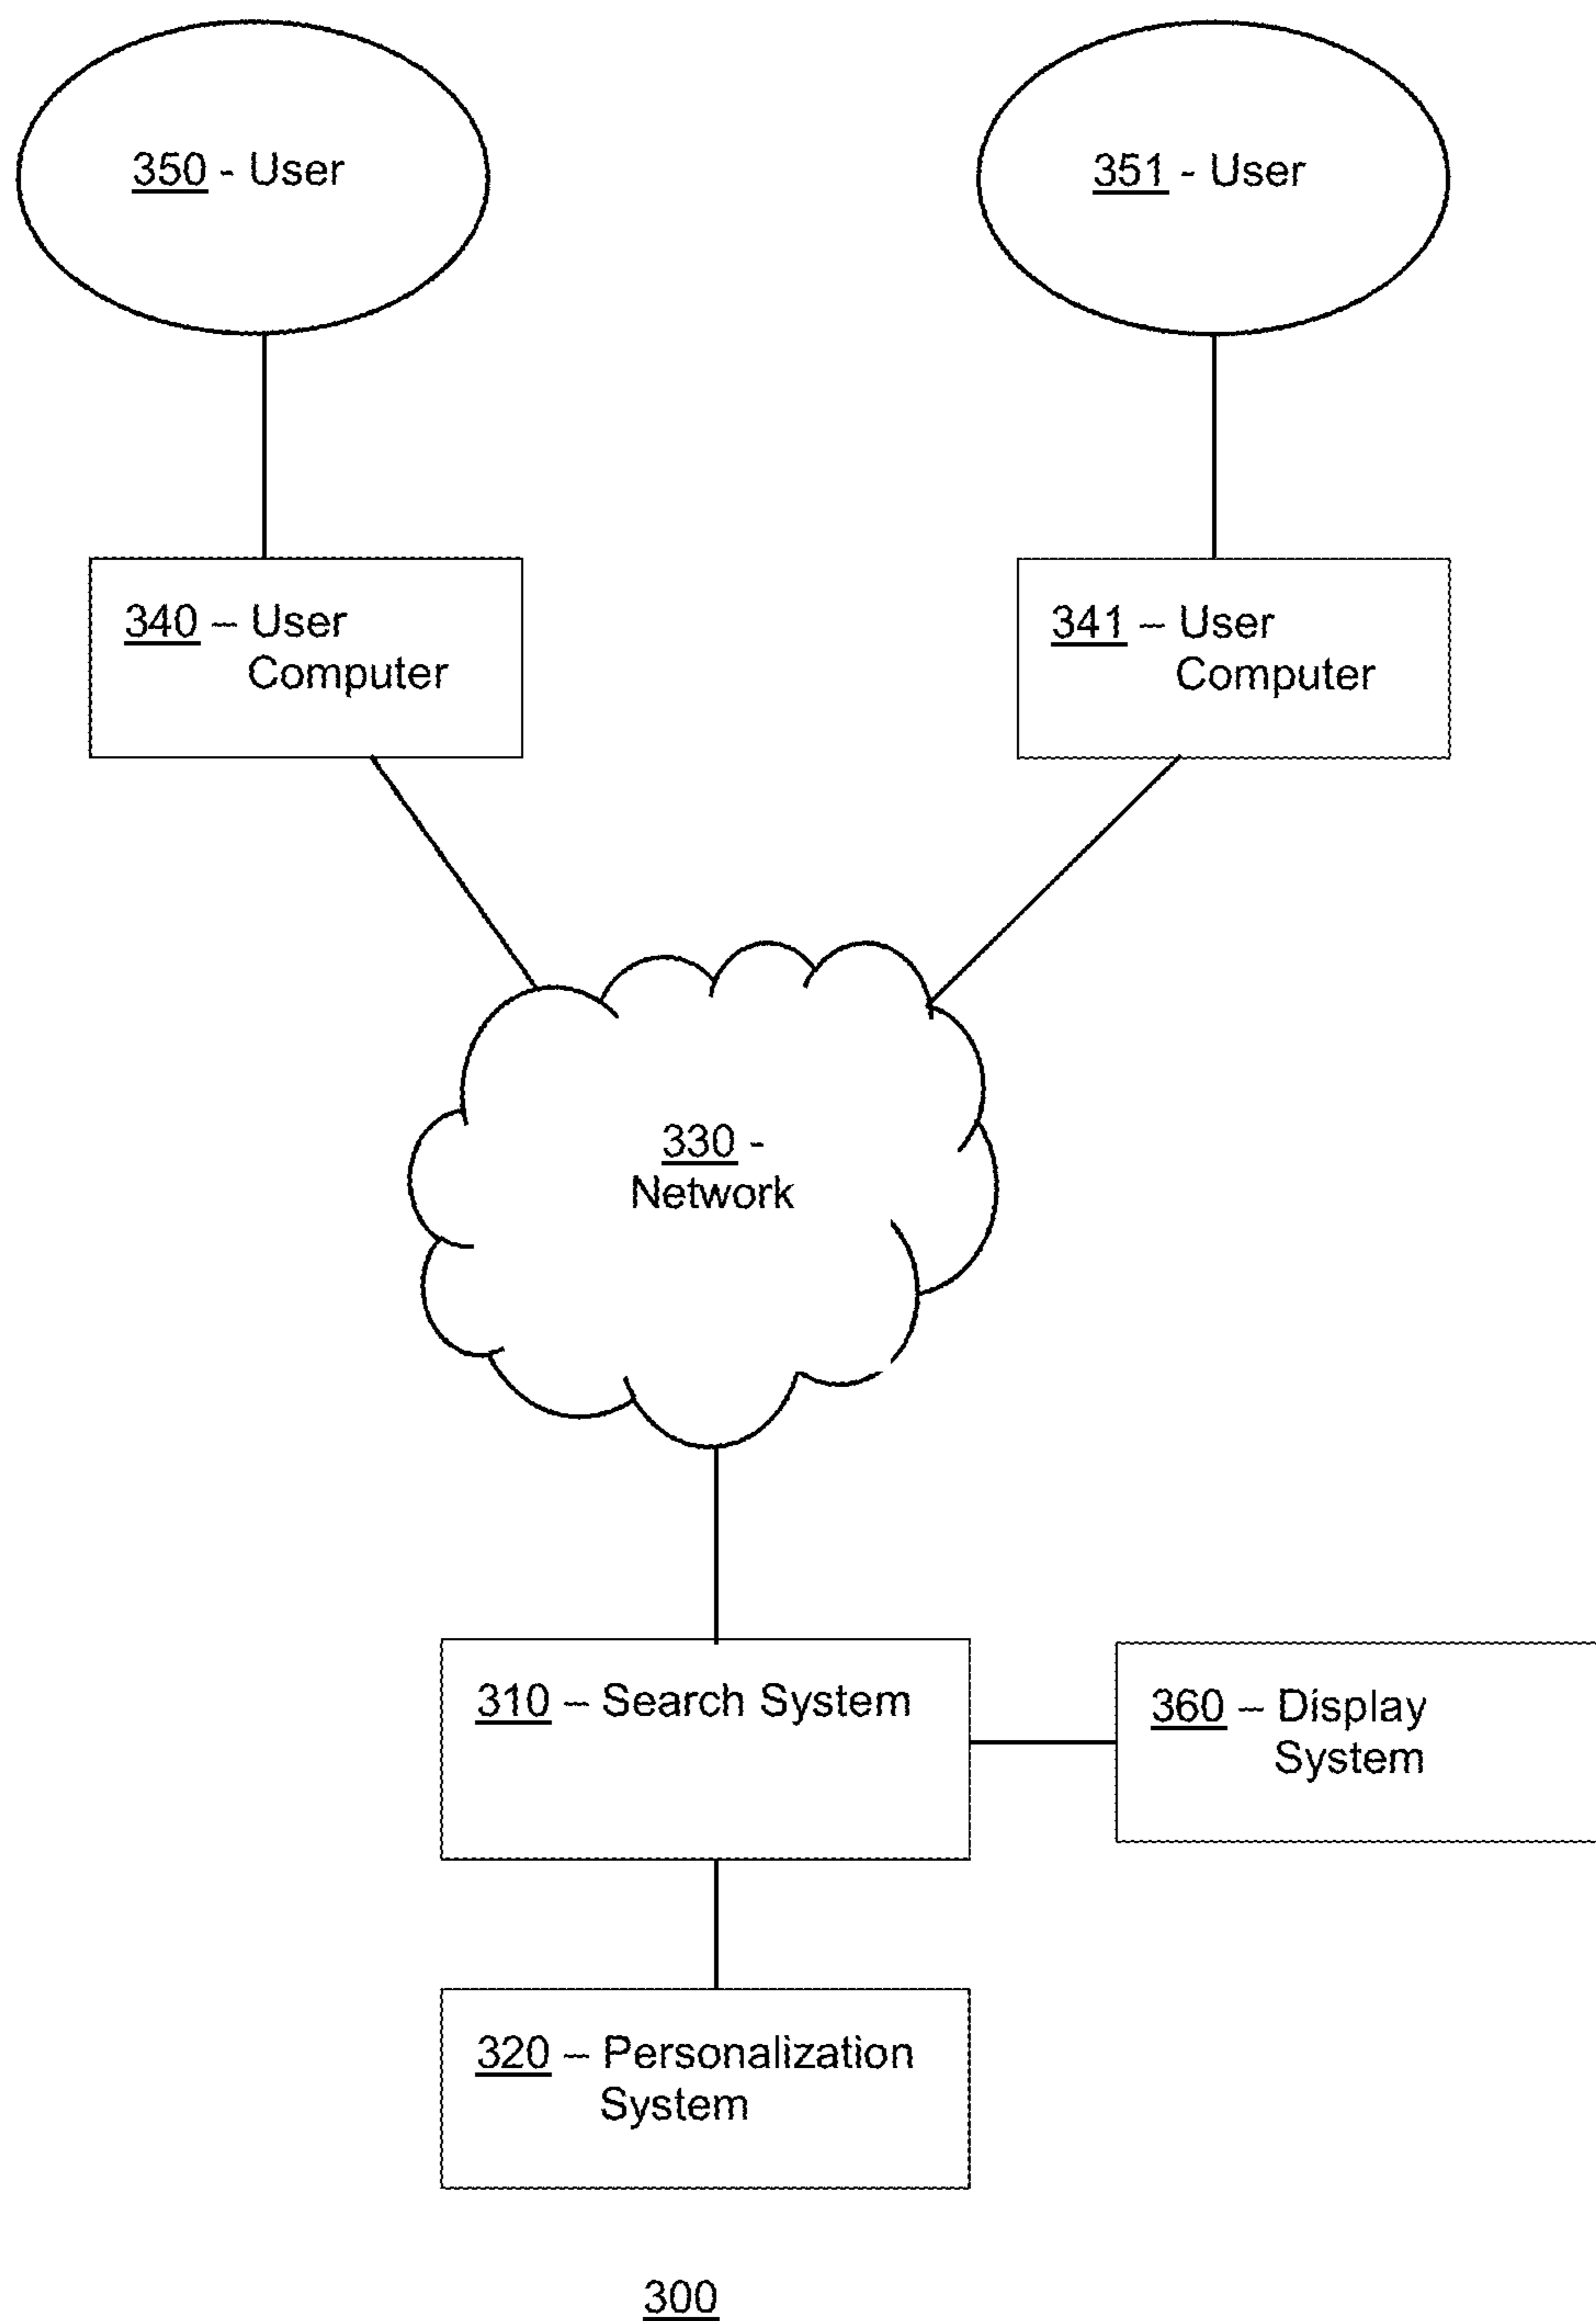 350 - User
351 - User
340 – User
Computer
341 – User
Computer
330 -
Network
310 – Search System
360 – Display
System
320 – Personalization
System
300